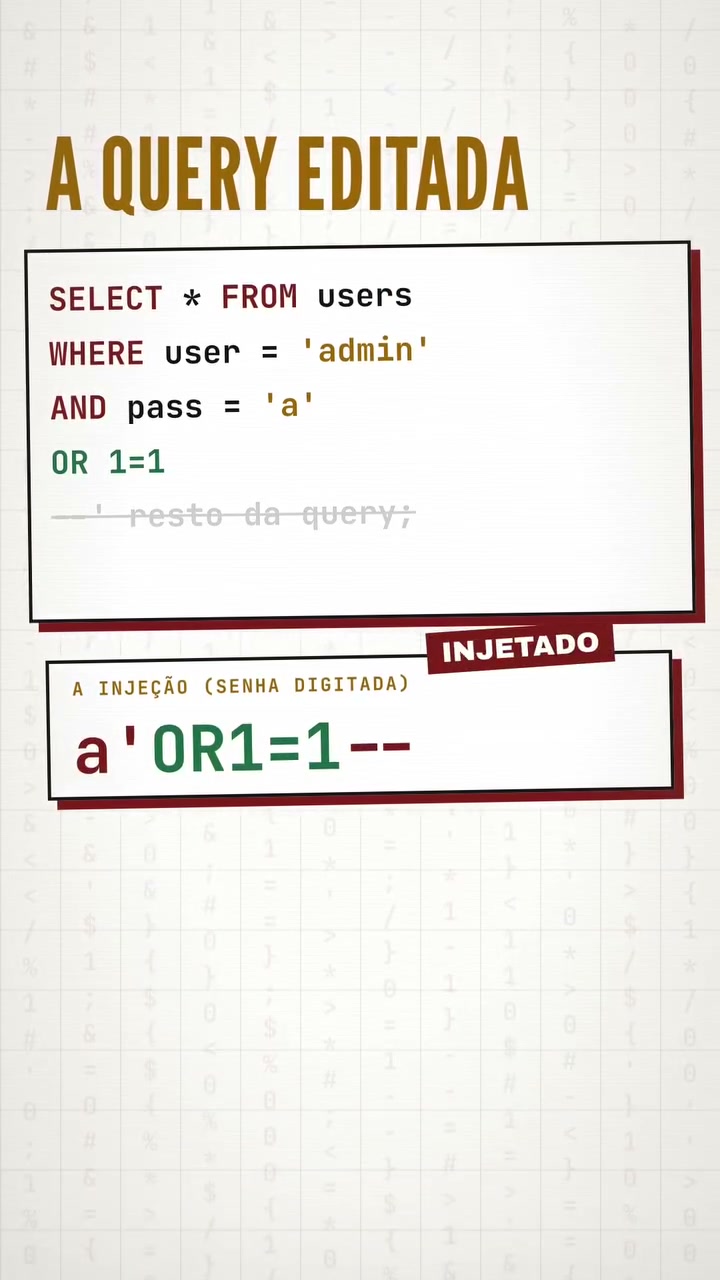 A QUERY EDITADA
SELECT * FROM users
WHERE user = 'admin'
AND pass = 'a'
OR 1=1
--' resto da query;
INJETADO
A INJEÇÃO (SENHA DIGITADA)
a'OR1=1--